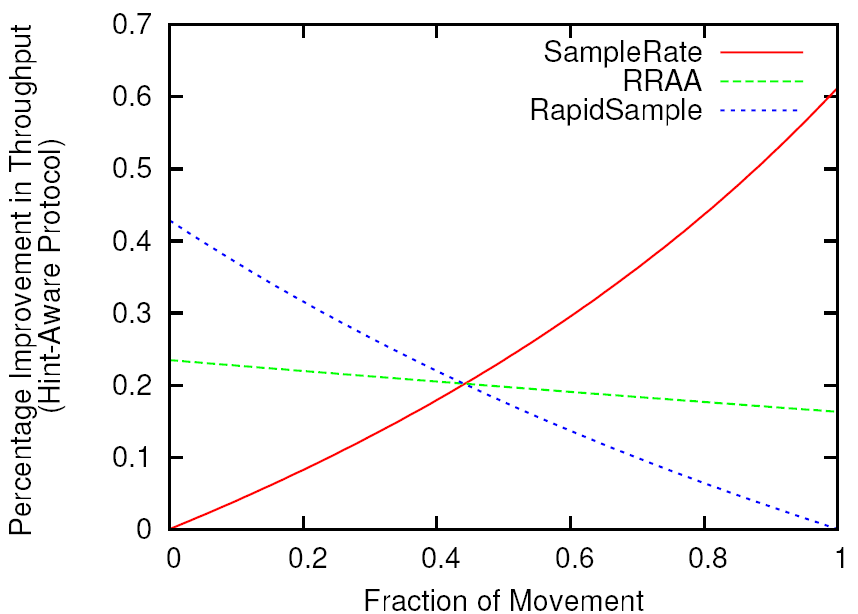 0.7
0.6
0.5
0.4
0.3
0.2
0.1
0
Percentage Improvement in Throughput
(Hint-Aware Protocol)
SampleRate
RRAA
RapidSample
0 0.2 0.4 0.6 0.8 1
Fraction of Movement